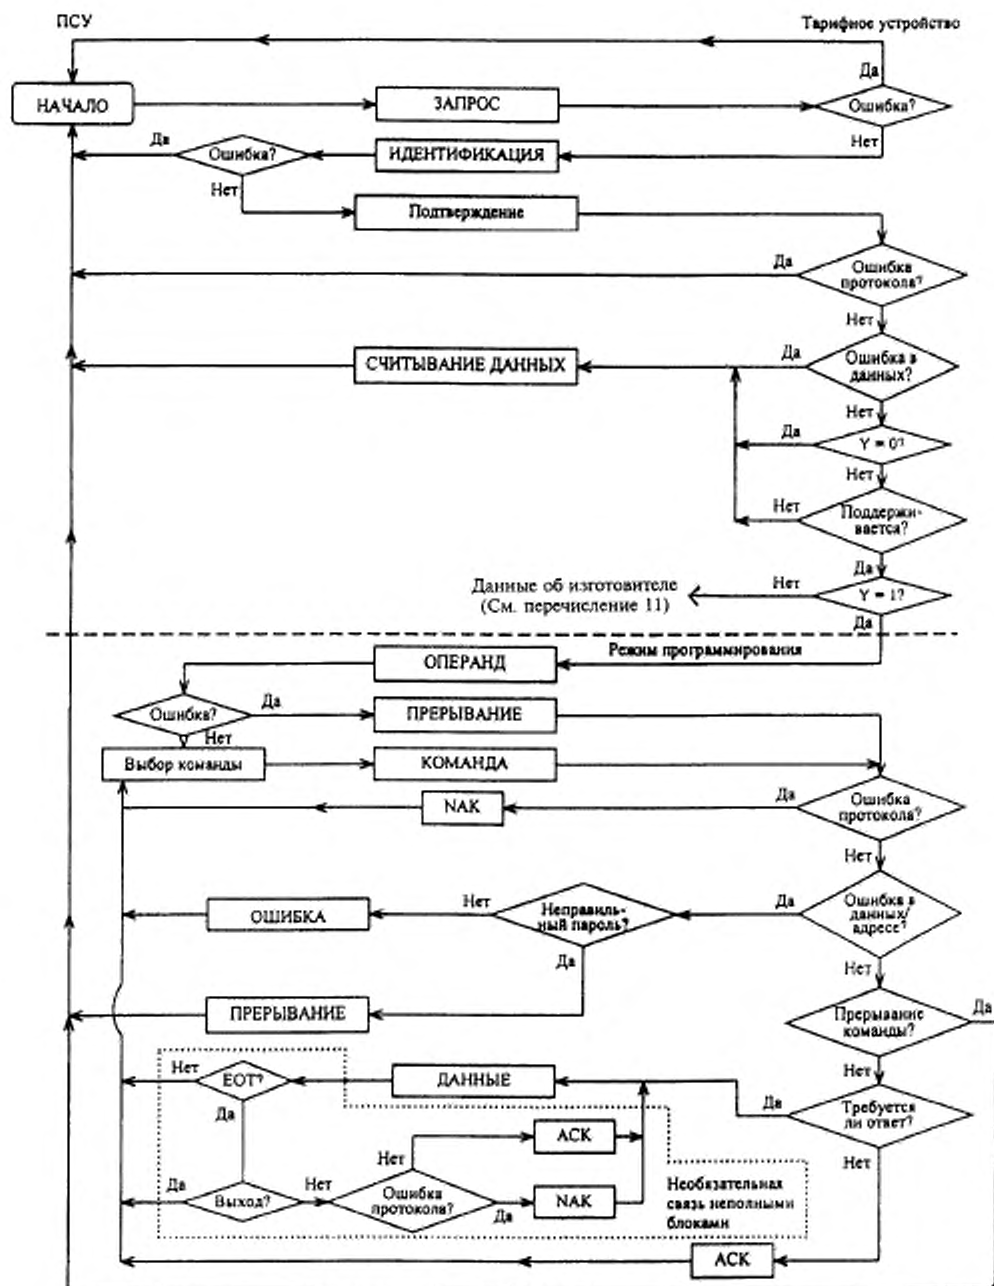 ПСУ
Тарифное устройство
Да
НАЧАЛО
ЗАПРОС
Ошибка?
Да
Нет
Ошибка?
ИДЕНТИФИКАЦИЯ
Нет
Подтверждение
Да
Ошибка
протокола?
Нет
СЧИТЫВАНИЕ ДАННЫХ
Да
Ошибка в
данных?
Нет
Да
Y = 0?
Нет
Нет
Поддержи-
вается?
Да
Данные об изготовителе
(См. перечисление 11)
Нет
Y = 1?
Да
Режим программирования
ОПЕРАНД
Ошибка?
Да
ПРЕРЫВАНИЕ
Нет
Выбор команды
КОМАНДА
NAK
Да
Ошибка
протокола?
Нет
ОШИБКА
Нет
Неправиль-
ный пароль?
Да
Ошибка в
данных/
адресе?
Да
Нет
ПРЕРЫВАНИЕ
Прерывание
команды?
Да
Нет
Нет
EOT?
ДАННЫЕ
Да
Да
Требуется
ли ответ?
ACK
Нет
Нет
Да
Выход?
Нет
Ошибка
протокола?
Да
NAK
Необязательная
связь неполными
блоками
ACK